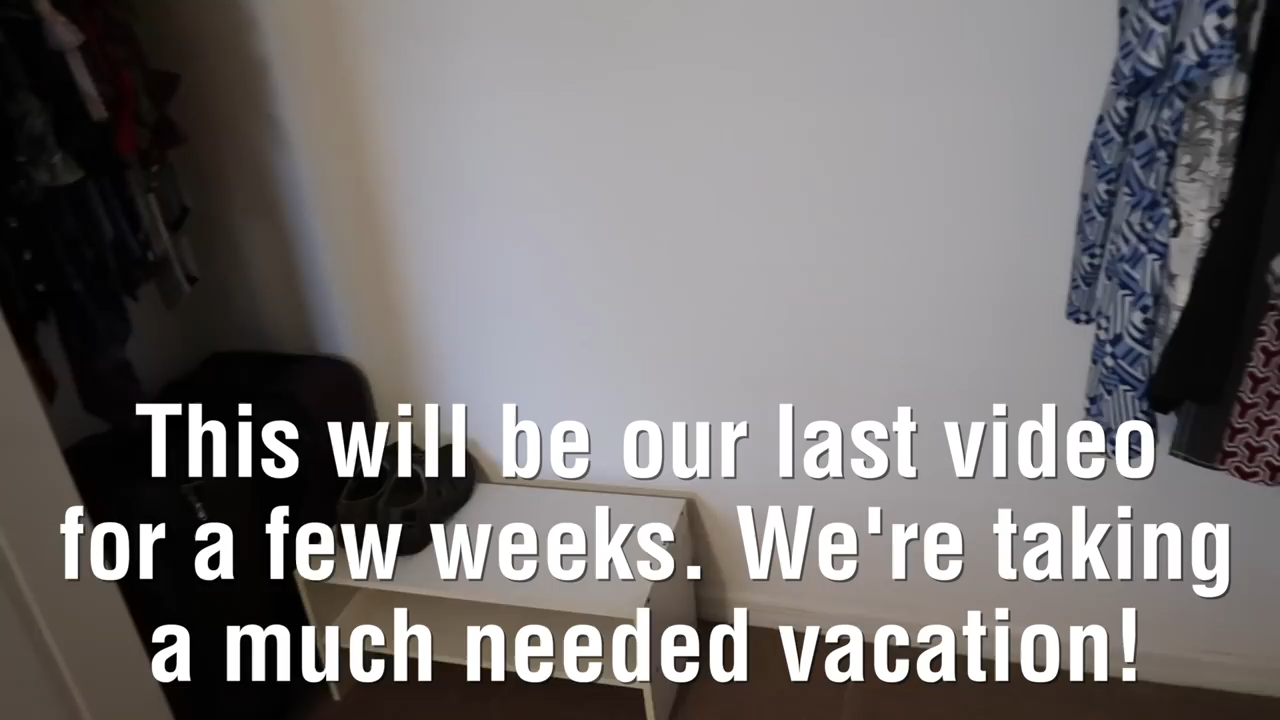 This will be our last video
for a few weeks. We're taking
a much needed vacation!